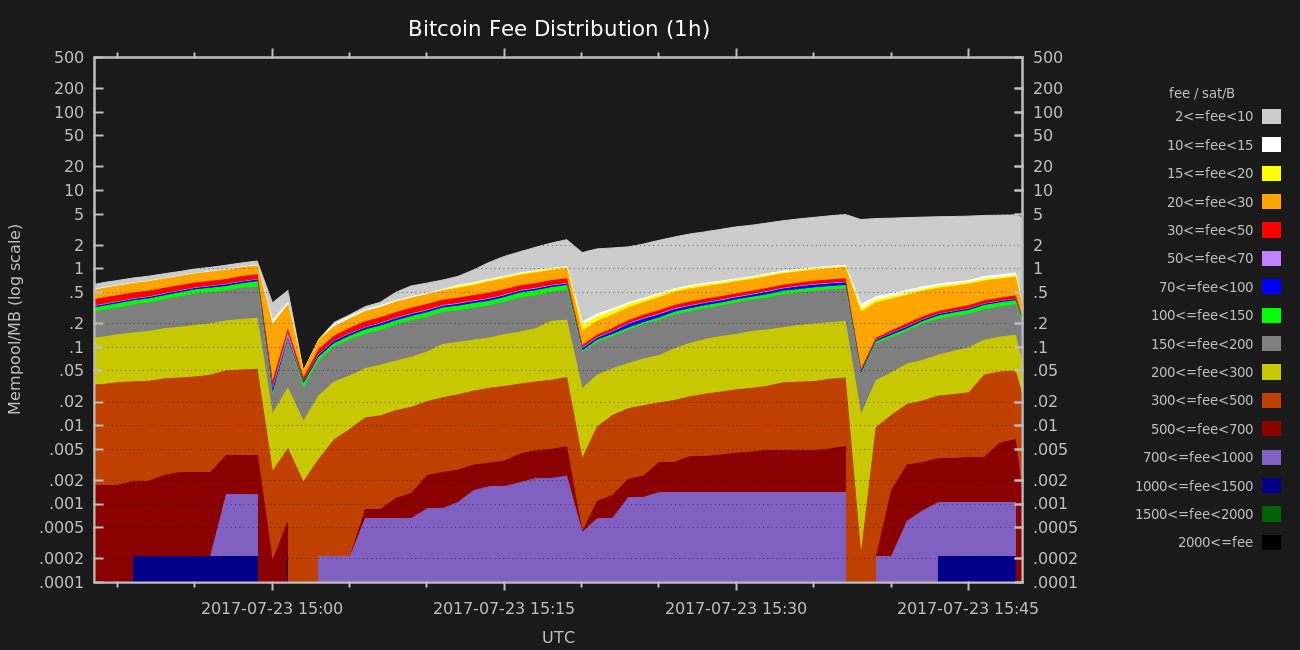 Bitcoin Fee Distribution (1h)
Mempool/MB (log scale)
500
200
100
50
20
10
5
2
1
.5
.2
.1
.05
.02
.01
.005
.002
.001
.0005
.0002
.0001
500
200
100
50
20
10
5
2
1
.5
.2
.1
.05
.02
.01
.005
.002
.001
.0005
.0002
.0001
2017-07-23 15:00
2017-07-23 15:15
2017-07-23 15:30
2017-07-23 15:45
UTC
fee / sat/B
2<=fee<10
10<=fee<15
15<=fee<20
20<=fee<30
30<=fee<50
50<=fee<70
70<=fee<100
100<=fee<150
150<=fee<200
200<=fee<300
300<=fee<500
500<=fee<700
700<=fee<1000
1000<=fee<1500
1500<=fee<2000
2000<=fee